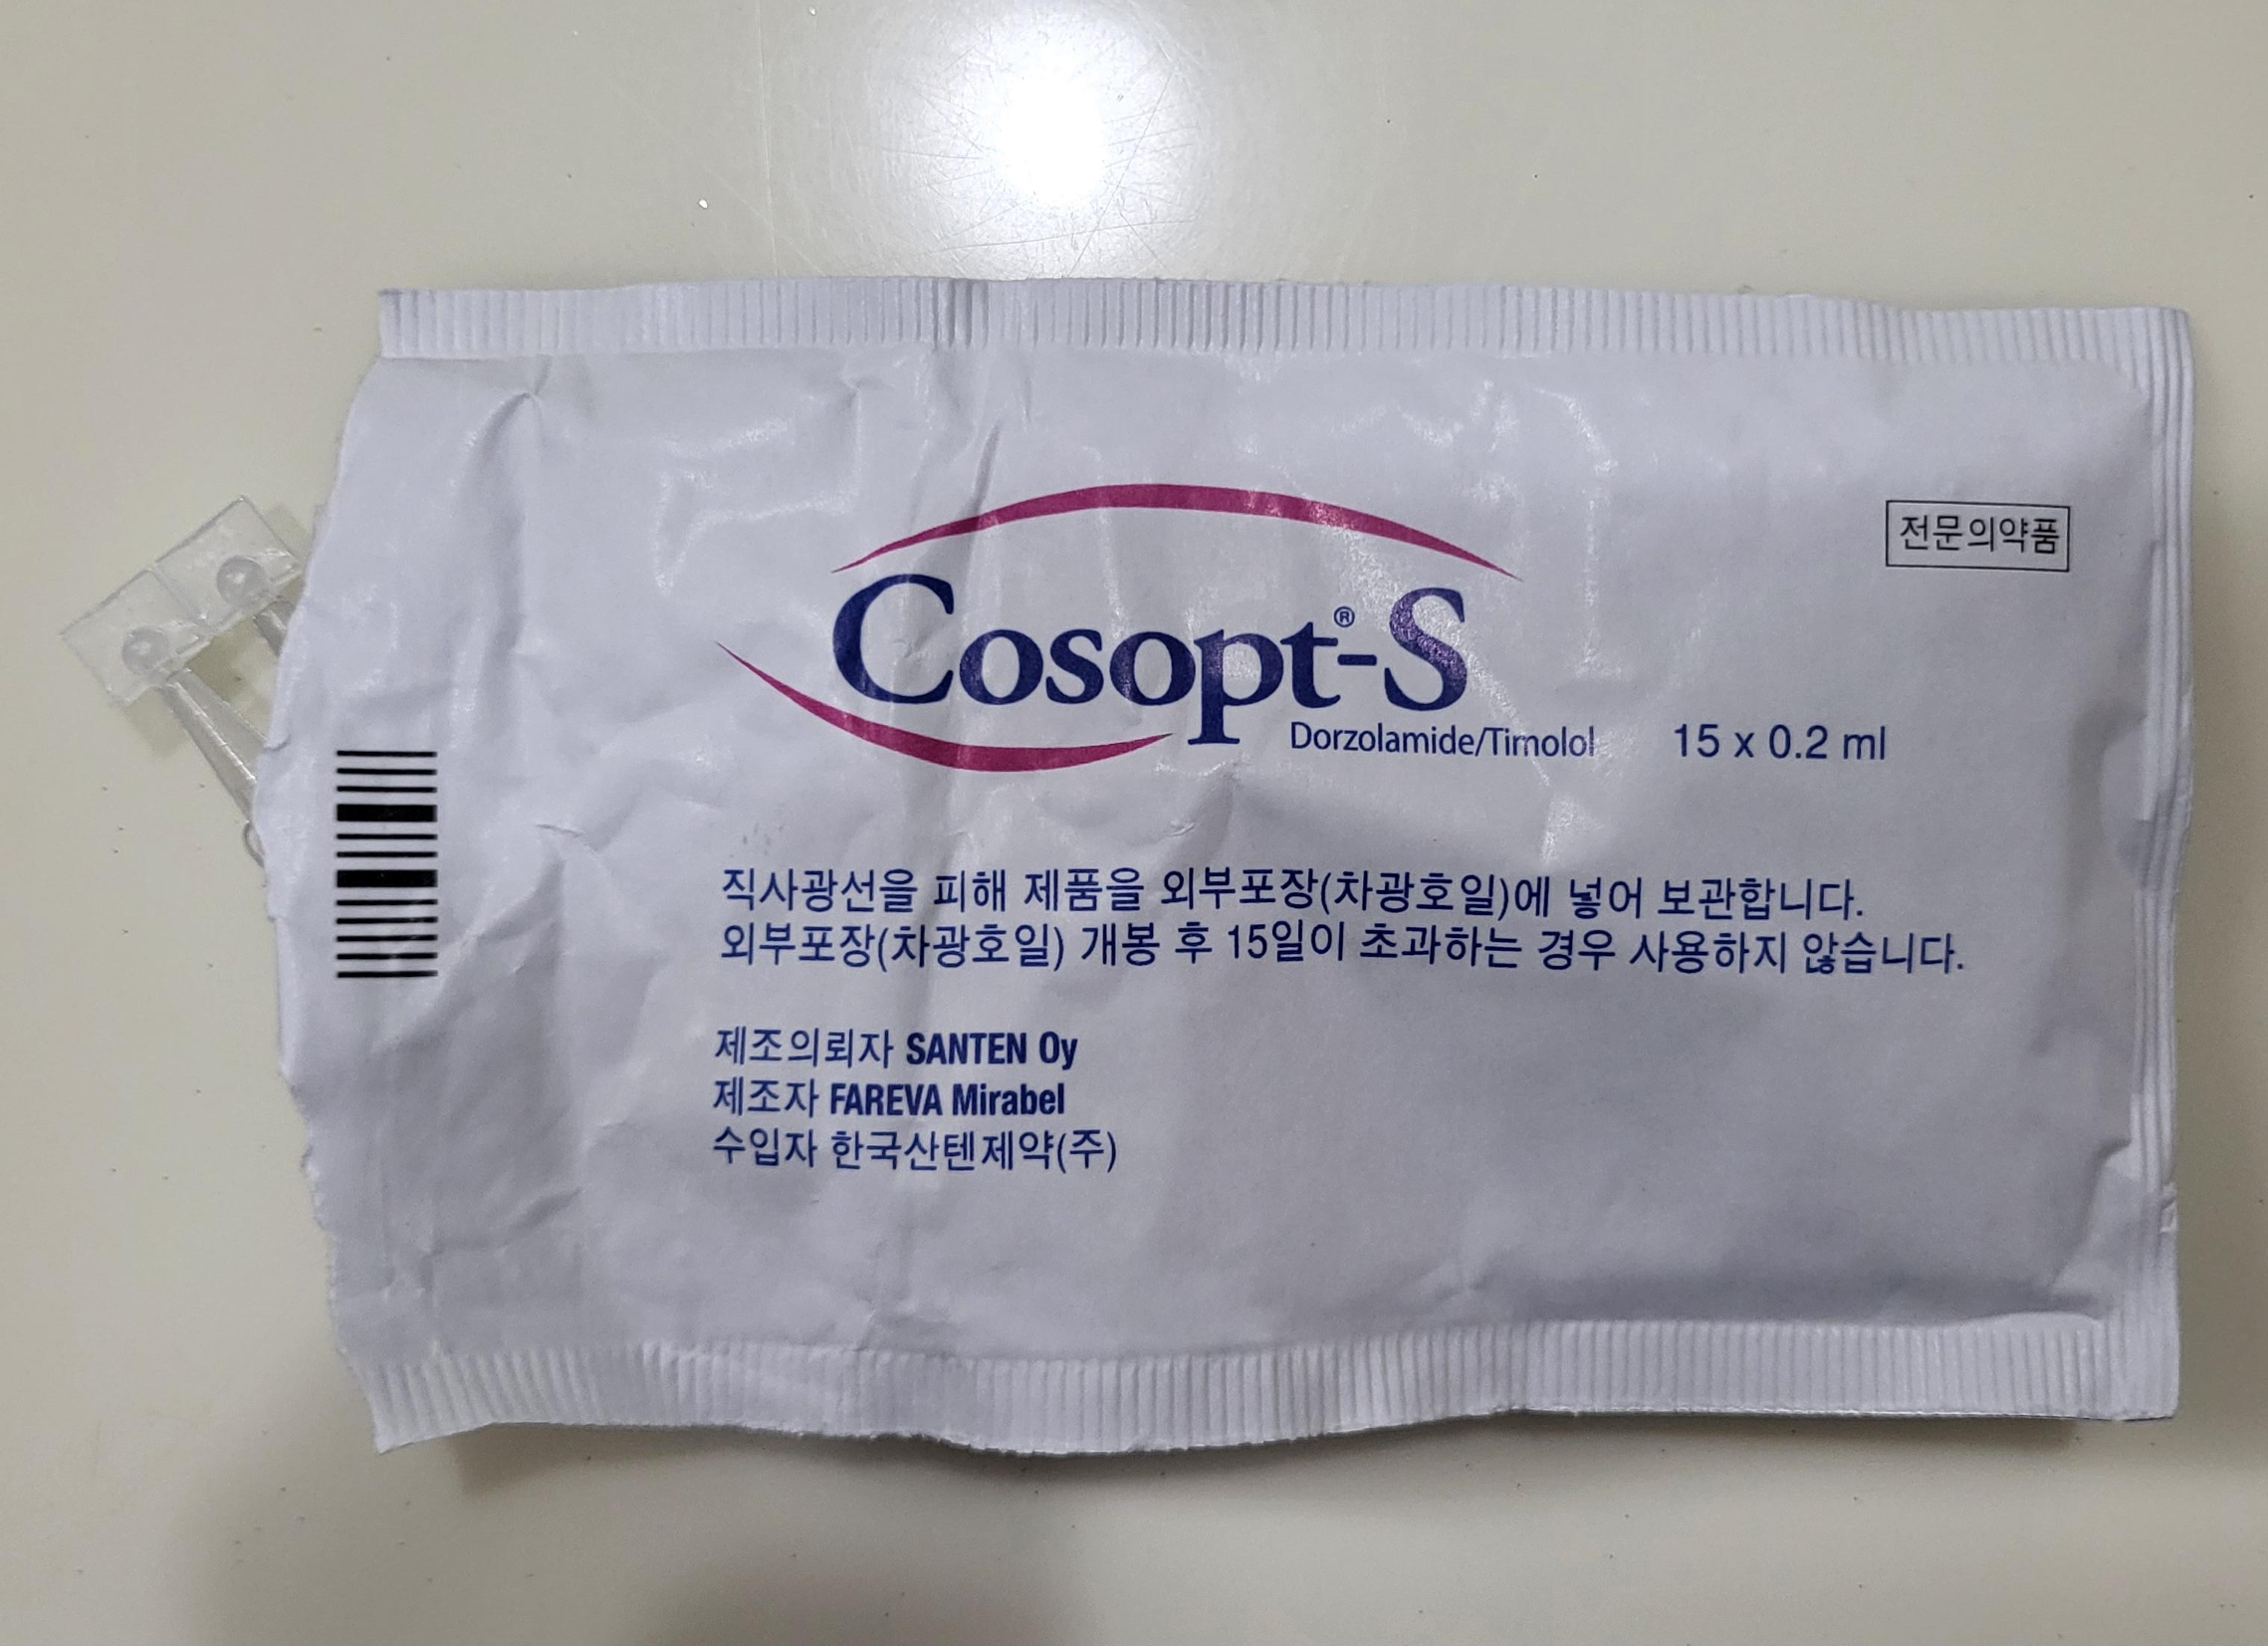 전문의약품
Cosopt®-S
Dorzolamide/Timolol 15 x 0.2 ml
직사광선을 피해 제품을 외부포장(차광호일)에 넣어 보관합니다.
외부포장(차광호일) 개봉 후 15일이 초과하는 경우 사용하지 않습니다.
제조의뢰자 SANTEN Oy
제조자 FAREVA Mirabel
수입자 한국산텐제약(주)